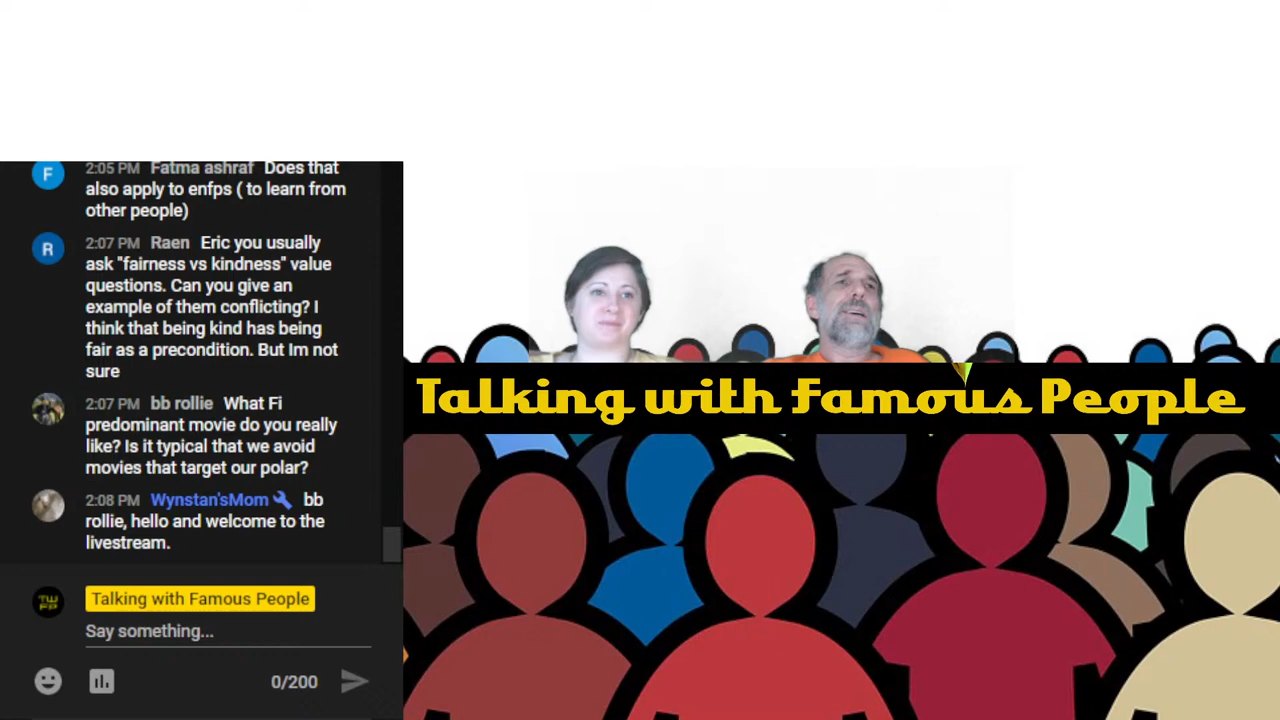 F 2:05 PM Fatma ashraf Does that
also apply to enfps ( to learn from
other people)
R 2:07 PM Raen Eric you usually
ask "fairness vs kindness" value
questions. Can you give an
example of them conflicting? I
think that being kind has being
fair as a precondition. But Im not
sure
2:07 PM bb rollie What Fi
predominant movie do you really
like? Is it typical that we avoid
movies that target our polar?
2:08 PM Wynstan'sMom bb
rollie, hello and welcome to the
livestream.
TW
FP
Talking with Famous People
Say something...
0/200
Talking with Famous People